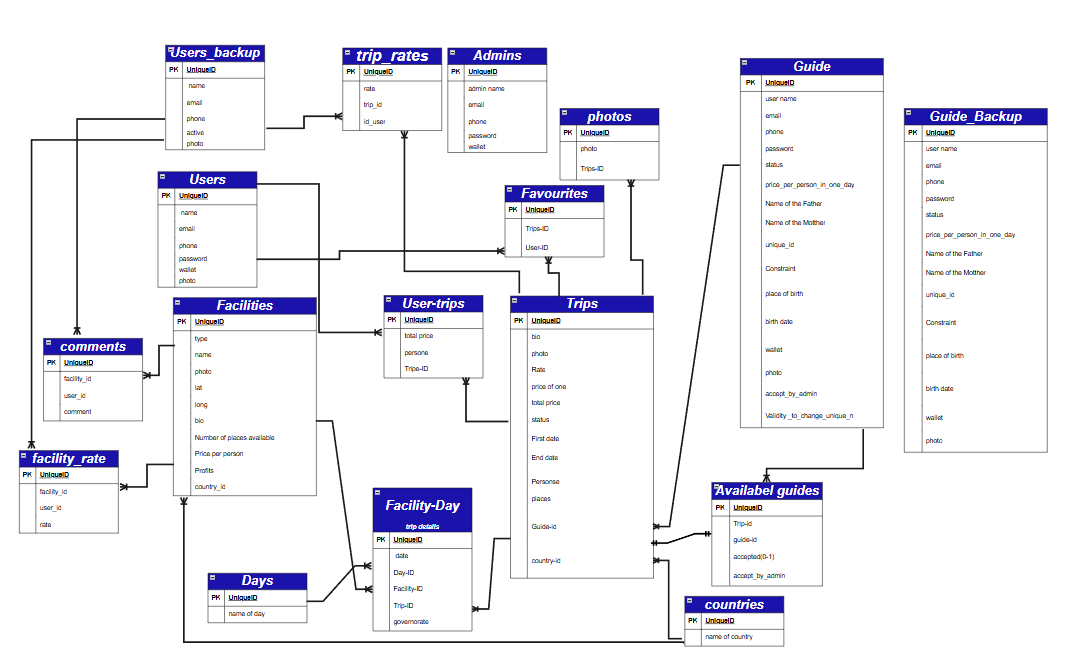 Users_backup
PK UniqueID
name
email
phone
active
photo
trip_rates
PK UniqueID
rate
trip_id
id_user
Admins
PK UniqueID
admin name
email
phone
password
wallet
photos
PK UniqueID
photo
Trips-ID
Guide
PK UniqueID
user name
email
phone
password
status
price_per_person_in_one_day
Name of the Father
Name of the Motther
unique_id
Constraint
place of birth
birth date
wallet
photo
accept_by_admin
Validity _to_change_unique_n
Guide_Backup
PK UniqueID
user name
email
phone
password
status
price_per_person_in_one_day
Name of the Father
Name of the Motther
unique_id
Constraint
place of birth
birth date
wallet
photo
Users
PK UniqueID
name
email
phone
password
wallet
photo
Favourites
PK UniqueID
Trips-ID
User-ID
Facilities
PK UniqueID
type
name
photo
lat
long
bio
Number of places available
Price per person
Profits
country_id
User-trips
PK UniqueID
total price
persone
Tripe-ID
Trips
PK UniqueID
bio
photo
Rate
price of one
total price
status
First date
End date
Personse
places
Guide-id
country-id
comments
PK UniqueID
facility_id
user_id
comment
facility_rate
PK UniqueID
facility_id
user_id
rate
Facility-Day
trip details
PK UniqueID
date
Day-ID
Facility-ID
Trip-ID
governorate
Availabel guides
PK UniqueID
Trip-id
guide-id
accepted(0-1)
accept_by_admin
Days
PK UniqueID
name of day
countries
PK UniqueID
name of country